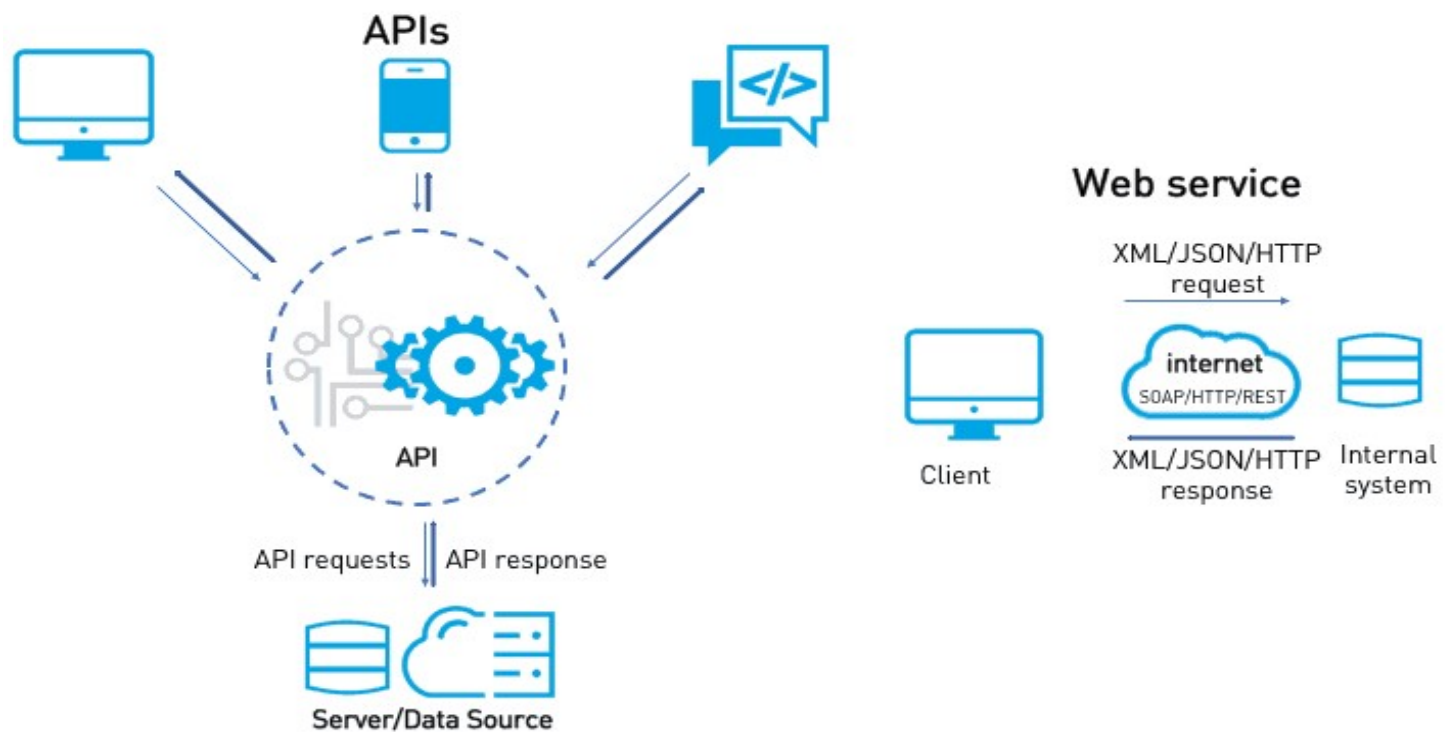 APIs
</>
API
API requests
API response
Server/Data Source
Web service
XML/JSON/HTTP
request
internet
SOAP/HTTP/REST
Client
XML/JSON/HTTP
response
Internal
system